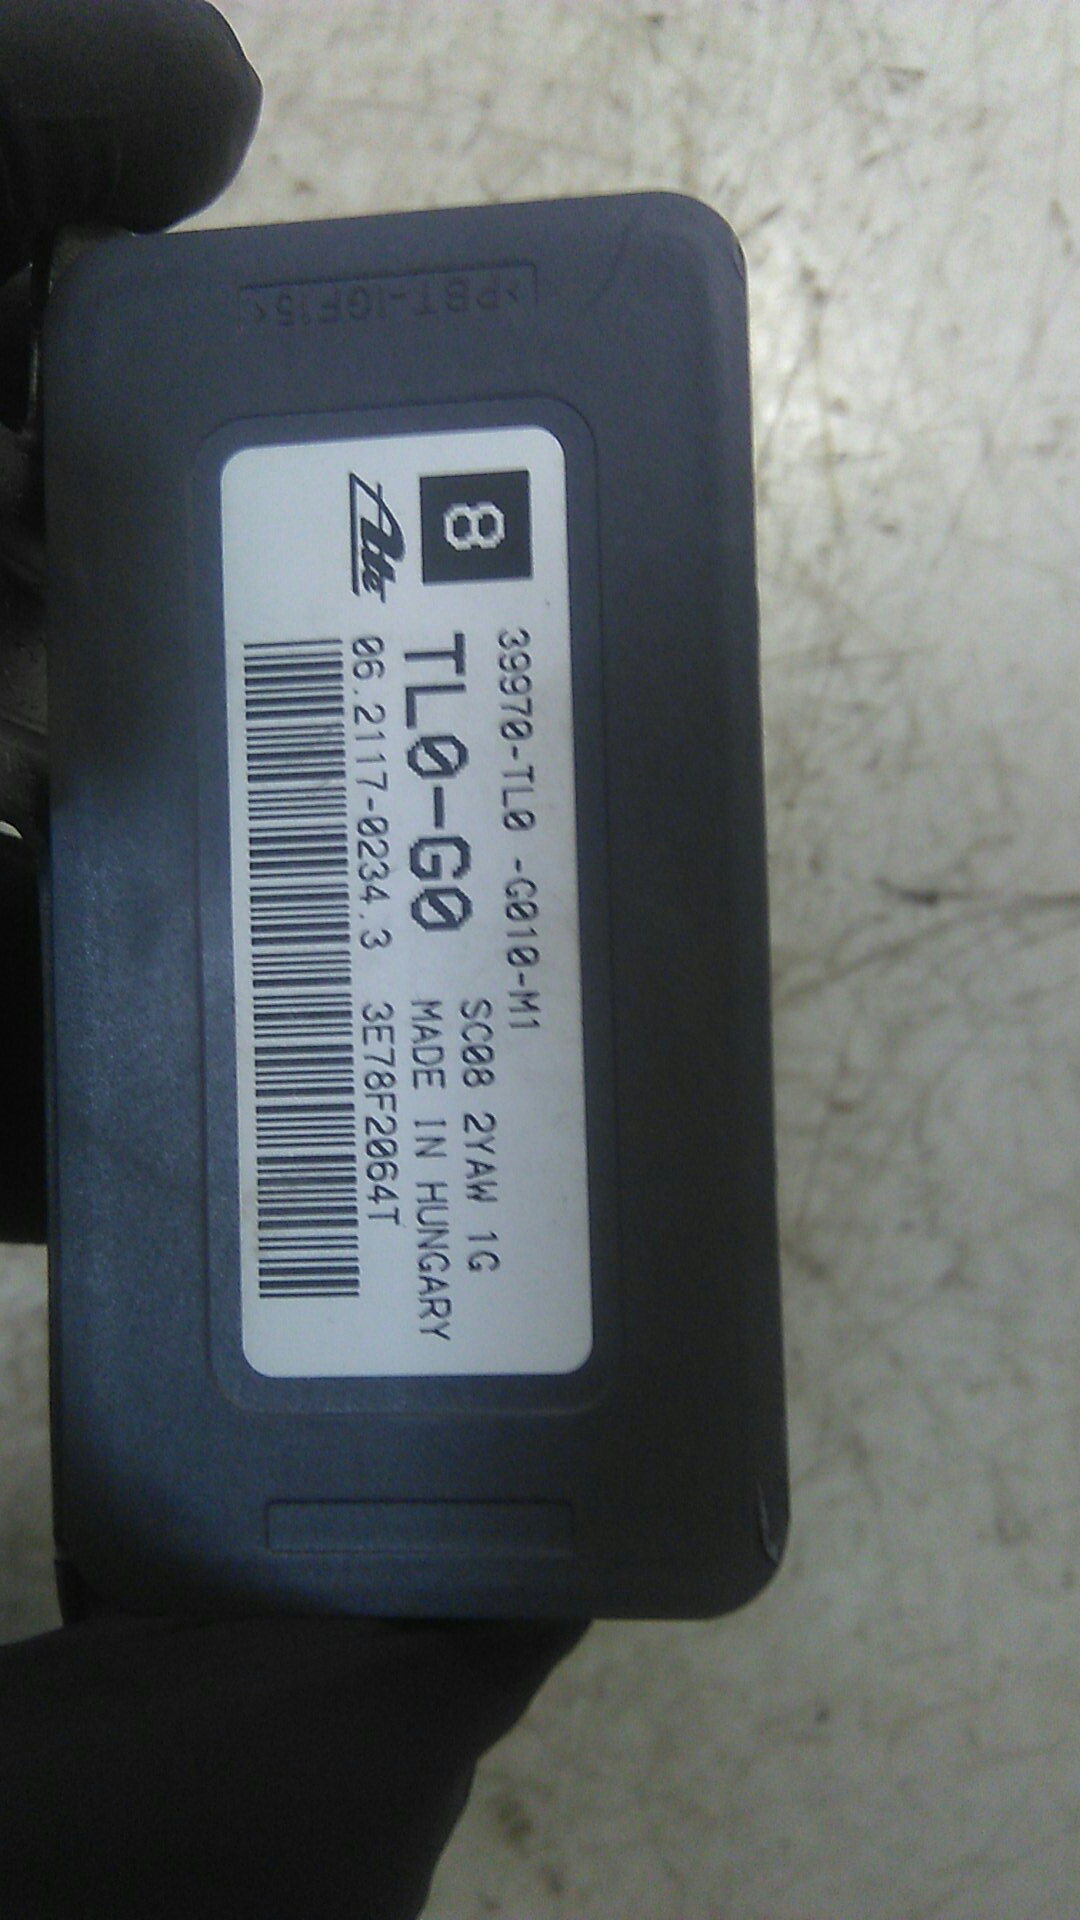 >PBT-IGF15<
8
39970-TL0 -G010-M1
SC08 2YAW 1G
TL0-G0
MADE IN HUNGARY
Ate
06.2117-0234.3
3E78F2064T